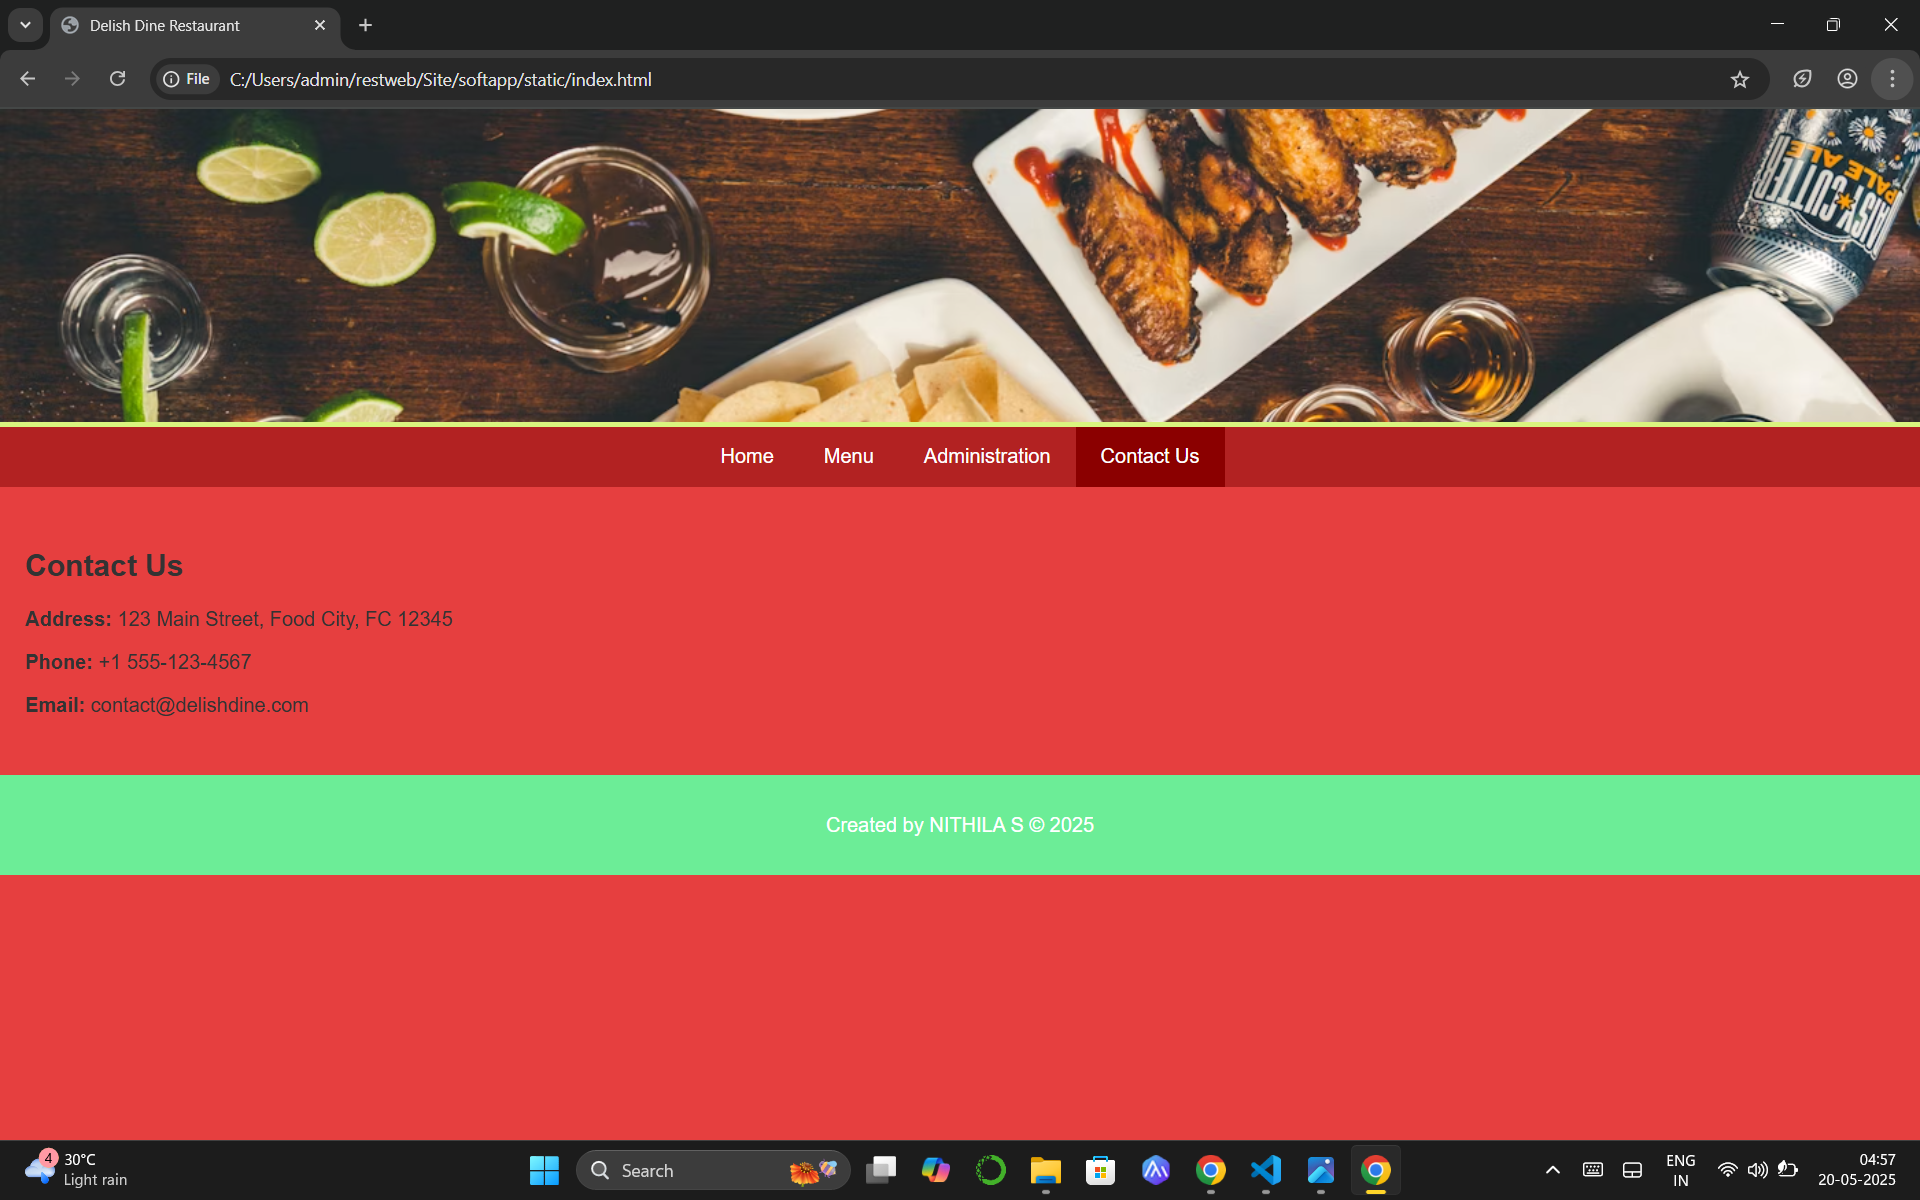 Delish Dine Restaurant
File
C:/Users/admin/restweb/Site/softapp/static/index.html
PALE ALE
Home
Menu
Administration
Contact Us
Contact Us
Address: 123 Main Street, Food City, FC 12345
Phone: +1 555-123-4567
Email: contact@delishdine.com
Created by NITHILA S © 2025
4
30°C
Light rain
Search
ENG
IN
04:57
20-05-2025